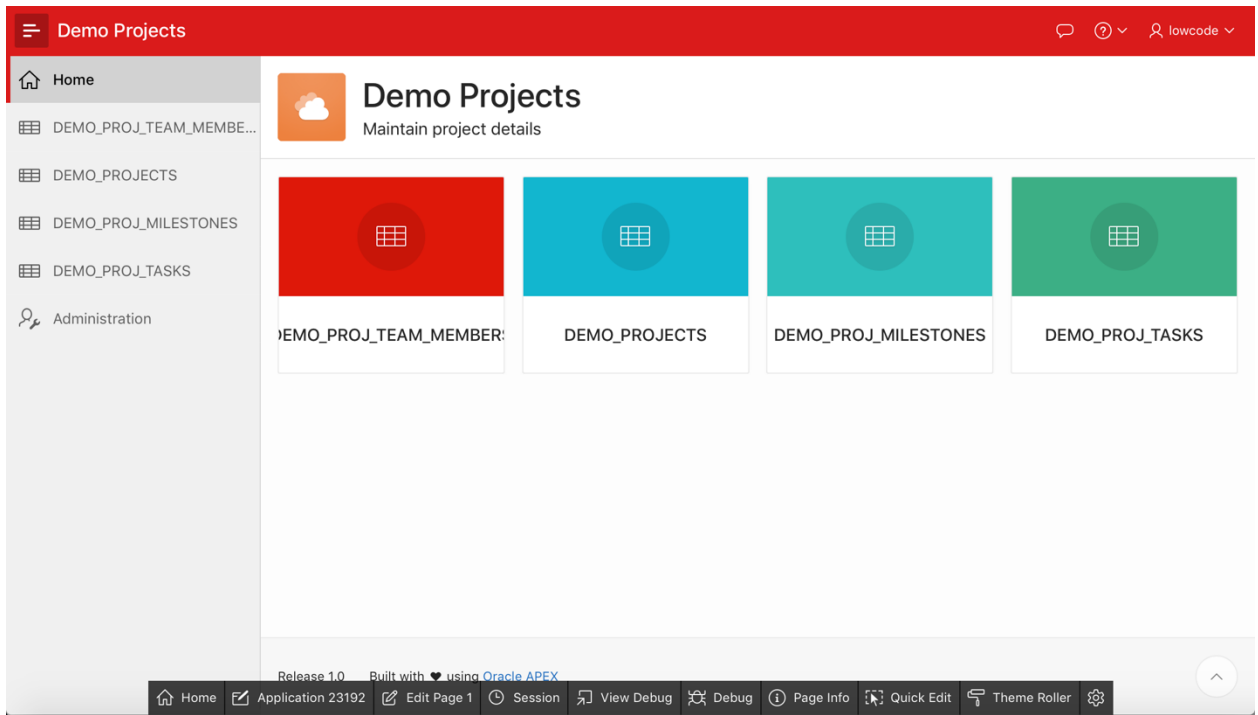 Demo Projects
lowcode
Home
DEMO_PROJ_TEAM_MEMBE...
DEMO_PROJECTS
DEMO_PROJ_MILESTONES
DEMO_PROJ_TASKS
Administration
Demo Projects
Maintain project details
DEMO_PROJ_TEAM_MEMBERS
DEMO_PROJECTS
DEMO_PROJ_MILESTONES
DEMO_PROJ_TASKS
Release 1.0 Built with ♥ using Oracle APEX
Home Application 23192 Edit Page 1 Session View Debug Debug Page Info Quick Edit Theme Roller